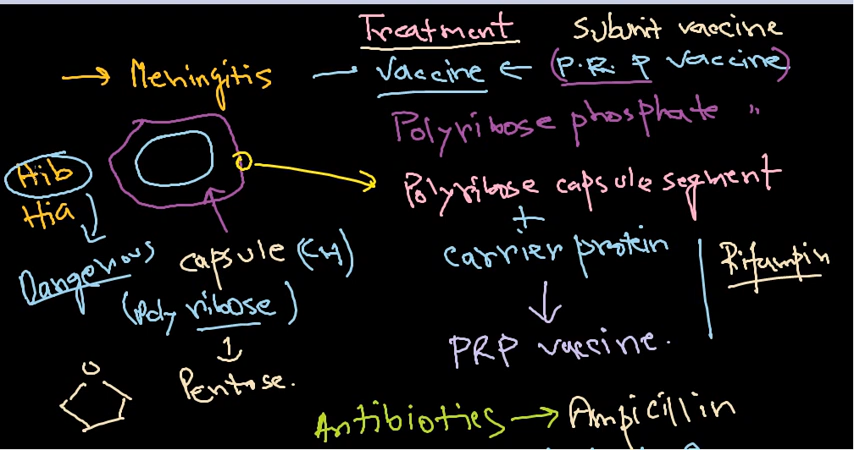 Treatment
Subunit vaccine
→ Meningitis — Vaccine ← (P.R.P vaccine)
Polyribose phosphate "
Hib
Hia
Dangerous
capsule (CH)
(Poly ribose)
↓
Pentose.
O
Polyribose capsule segment
+
carrier protein
↓
PRP vaccine.
Rifampin
Antibiotics → Ampicillin